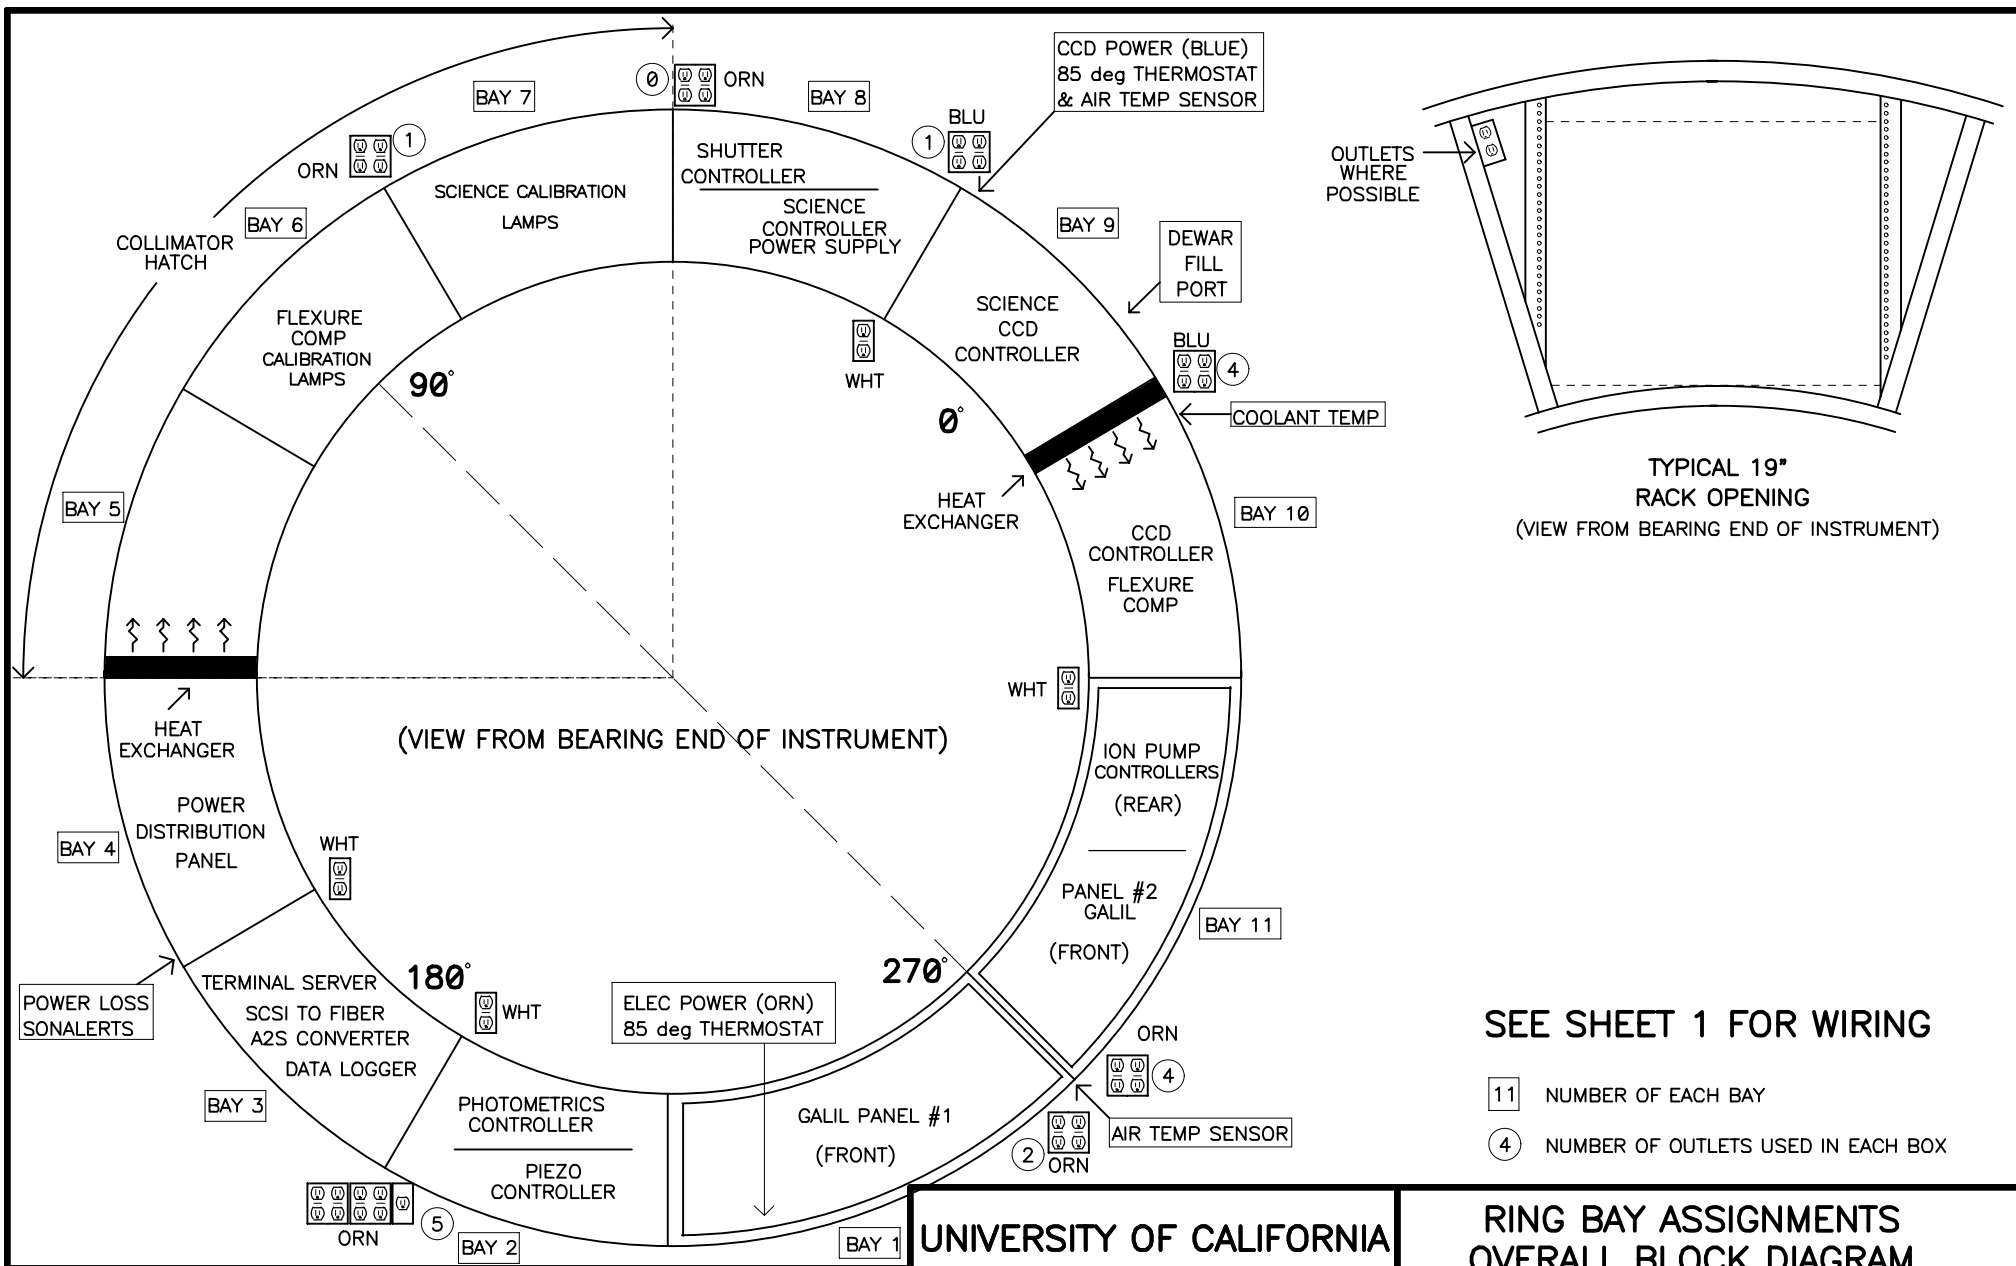 CCD POWER (BLUE)
85 deg THERMOSTAT
& AIR TEMP SENSOR
BAY 7
0
ORN
BAY 8
BLU
1
ORN
1
SHUTTER
CONTROLLER
SCIENCE
CONTROLLER
POWER SUPPLY
SCIENCE CALIBRATION
LAMPS
BAY 6
COLLIMATOR
HATCH
BAY 9
DEWAR
FILL
PORT
OUTLETS
WHERE
POSSIBLE
FLEXURE
COMP
CALIBRATION
LAMPS
90°
WHT
SCIENCE
CCD
CONTROLLER
BLU
4
0°
COOLANT TEMP
TYPICAL 19"
RACK OPENING
(VIEW FROM BEARING END OF INSTRUMENT)
HEAT
EXCHANGER
BAY 5
BAY 10
CCD
CONTROLLER
FLEXURE
COMP
WHT
HEAT
EXCHANGER
(VIEW FROM BEARING END OF INSTRUMENT)
ION PUMP
CONTROLLERS
(REAR)
POWER
DISTRIBUTION
PANEL
BAY 4
WHT
PANEL #2
GALIL
(FRONT)
BAY 11
180°
270°
POWER LOSS
SONALERTS
TERMINAL SERVER
SCSI TO FIBER
A2S CONVERTER
DATA LOGGER
WHT
ELEC POWER (ORN)
85 deg THERMOSTAT
BAY 3
PHOTOMETRICS
CONTROLLER
PIEZO
CONTROLLER
GALIL PANEL #1
(FRONT)
ORN
4
AIR TEMP SENSOR
2
ORN
SEE SHEET 1 FOR WIRING
11 NUMBER OF EACH BAY
4 NUMBER OF OUTLETS USED IN EACH BOX
ORN
5
BAY 2
BAY 1
UNIVERSITY OF CALIFORNIA
RING BAY ASSIGNMENTS
OVERALL BLOCK DIAGRAM